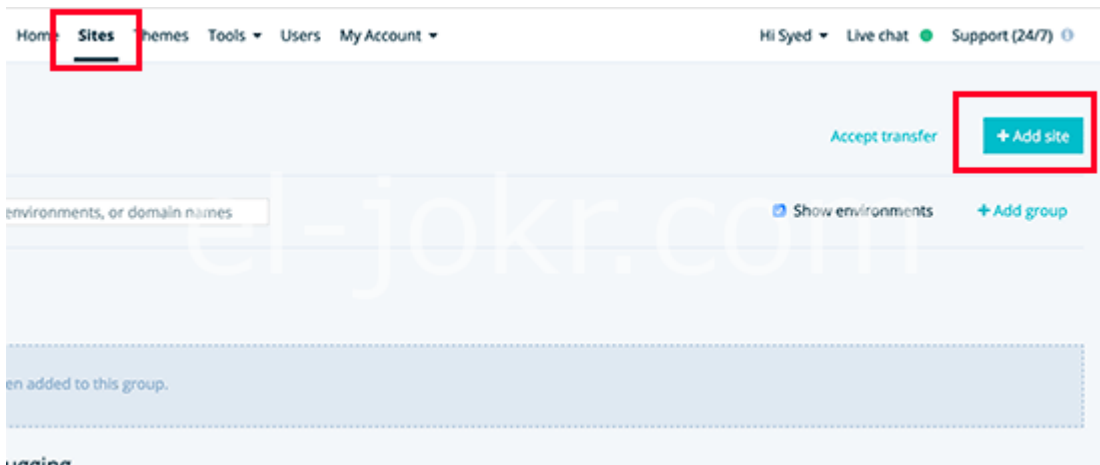 Home Sites Themes Tools Users My Account Hi Syed Live chat Support (24/7)
Accept transfer + Add site
environments, or domain names Show environments + Add group
el-jokr.com
en added to this group.
ugging